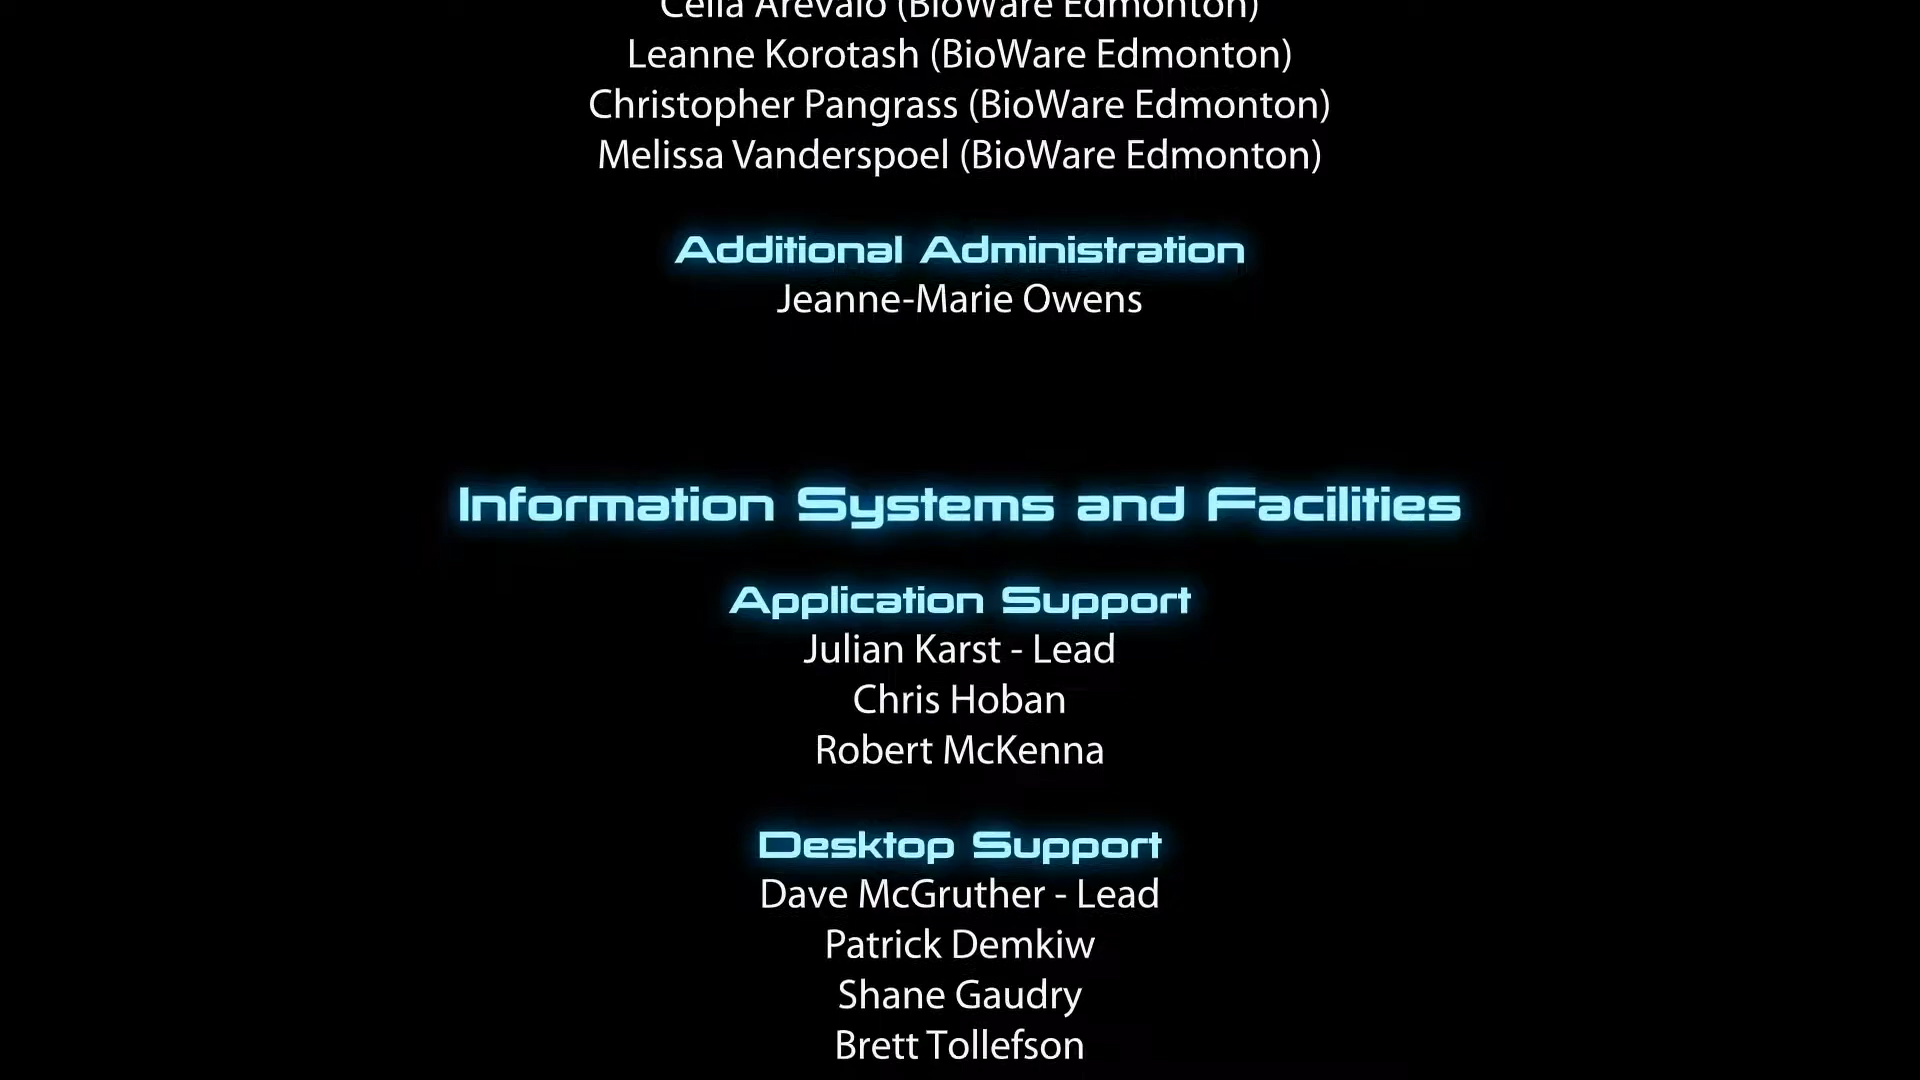 Celia Arevalo (BioWare Edmonton)
Leanne Korotash (BioWare Edmonton)
Christopher Pangrass (BioWare Edmonton)
Melissa Vanderspoel (BioWare Edmonton)
Additional Administration
Jeanne-Marie Owens
Information Systems and Facilities
Application Support
Julian Karst - Lead
Chris Hoban
Robert McKenna
Desktop Support
Dave McGruther - Lead
Patrick Demkiw
Shane Gaudry
Brett Tollefson